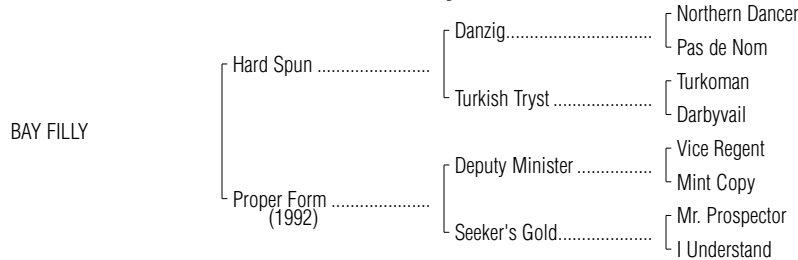 Northern Dancer
Danzig..............................
Pas de Nom
Hard Spun ........................
Turkoman
Turkish Tryst ....................
Darbyvail
BAY FILLY
Vice Regent
Deputy Minister ................
Mint Copy
Proper Form .....................
(1992)
Mr. Prospector
Seeker's Gold....................
I Understand